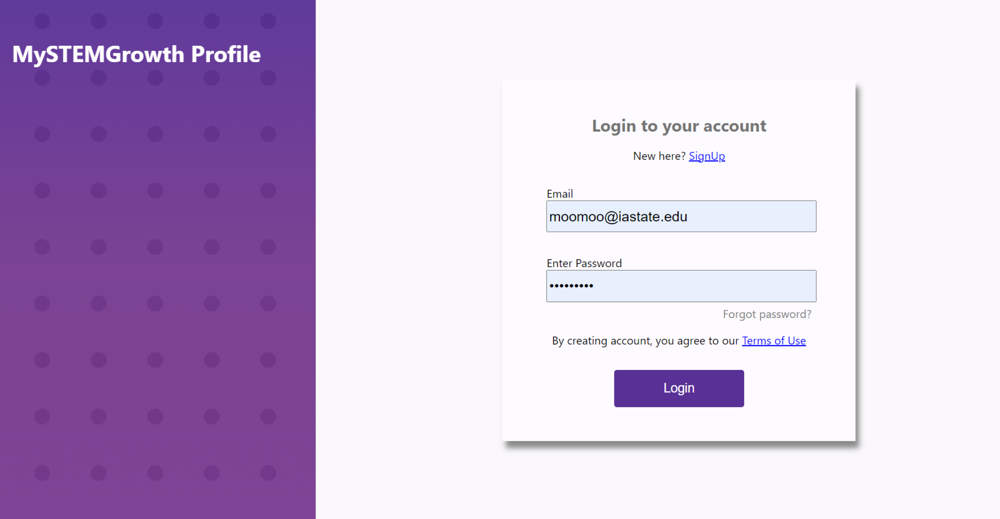 MySTEMGrowth Profile
Login to your account
New here? SignUp
Email
moomoo@iastate.edu
Enter Password
•••••••••
Forgot password?
By creating account, you agree to our Terms of Use
Login